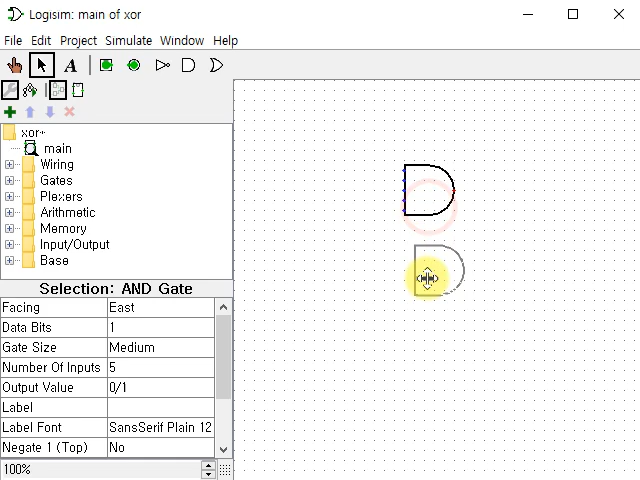 Logisim: main of xor
File Edit Project Simulate Window Help
A
xor
main
Wiring
Gates
Plexers
Arithmetic
Memory
Input/Output
Base
Selection: AND Gate
Facing East
Data Bits 1
Gate Size Medium
Number Of Inputs 5
Output Value 0/1
Label
Label Font SansSerif Plain 12
Negate 1 (Top) No
100%